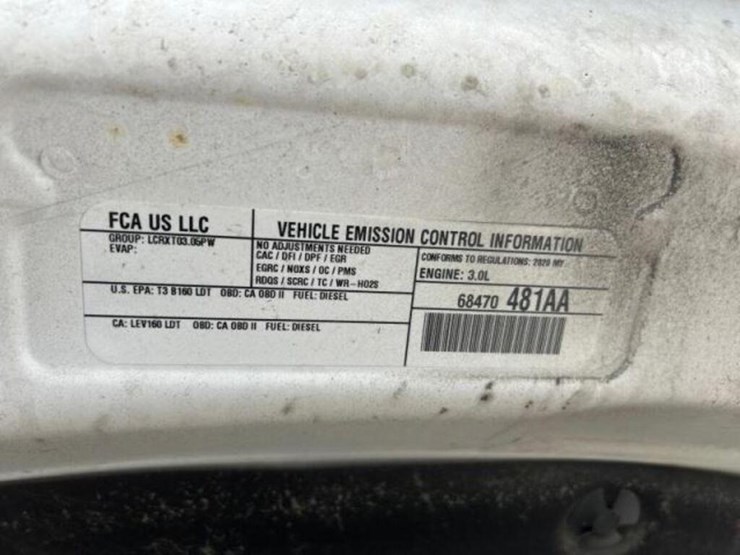 FCA US LLC
VEHICLE EMISSION CONTROL INFORMATION
GROUP: LCRXT03.05PW
EVAP:
NO ADJUSTMENTS NEEDED
CAC / DFI / DPF / EGR
EGRC / NOXS / OC / PMS
RDQS / SCRC / TC / WR-HO2S
CONFORMS TO REGULATIONS: 2020 MY
ENGINE: 3.0L
U.S. EPA: T3 B160 LDT OBD: CA OBD II FUEL: DIESEL
CA: LEV160 LDT OBD: CA OBD II FUEL: DIESEL
68470 481AA